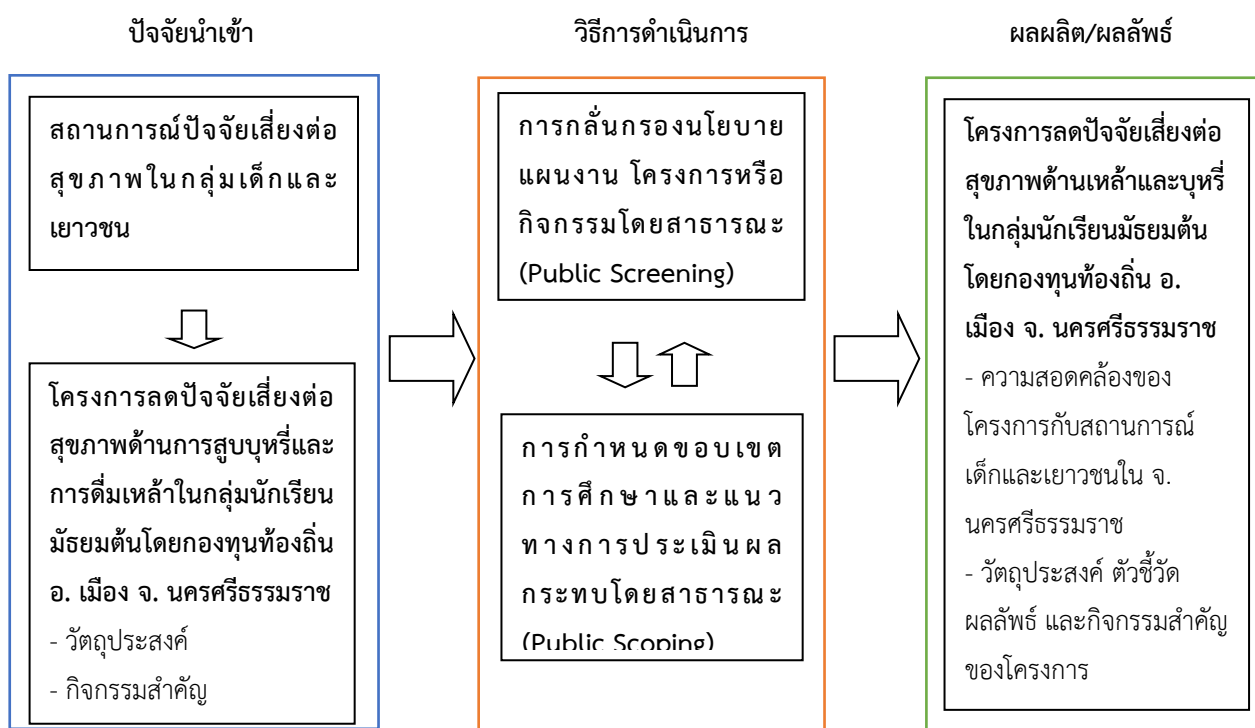 ปัจจัยนำเข้า
สถานการณ์ปัจจัยเสี่ยงต่อ
สุขภาพในกลุ่มเด็กและ
เยาวชน
โครงการลดปัจจัยเสี่ยงต่อ
สุขภาพด้านการสูบบุหรี่และ
การดื่มเหล้าในกลุ่มนักเรียน
มัธยมต้นโดยกองทุนท้องถิ่น
อ. เมือง จ. นครศรีธรรมราช
- วัตถุประสงค์
- กิจกรรมสำคัญ
วิธีการดำเนินการ
การกลั่นกรองนโยบาย
แผนงาน โครงการหรือ
กิจกรรมโดยสาธารณะ
(Public Screening)
การกำหนดขอบเขต
การศึกษาและแนว
ทางการประเมินผล
กระทบโดยสาธารณะ
(Public Scoping)
ผลผลิต/ผลลัพธ์
โครงการลดปัจจัยเสี่ยงต่อ
สุขภาพด้านเหล้าและบุหรี่
ในกลุ่มนักเรียนมัธยมต้น
โดยกองทุนท้องถิ่น อ.
เมือง จ. นครศรีธรรมราช
- ความสอดคล้องของ
โครงการกับสถานการณ์
เด็กและเยาวชนใน จ.
นครศรีธรรมราช
- วัตถุประสงค์ ตัวชี้วัด
ผลลัพธ์ และกิจกรรมสำคัญ
ของโครงการ